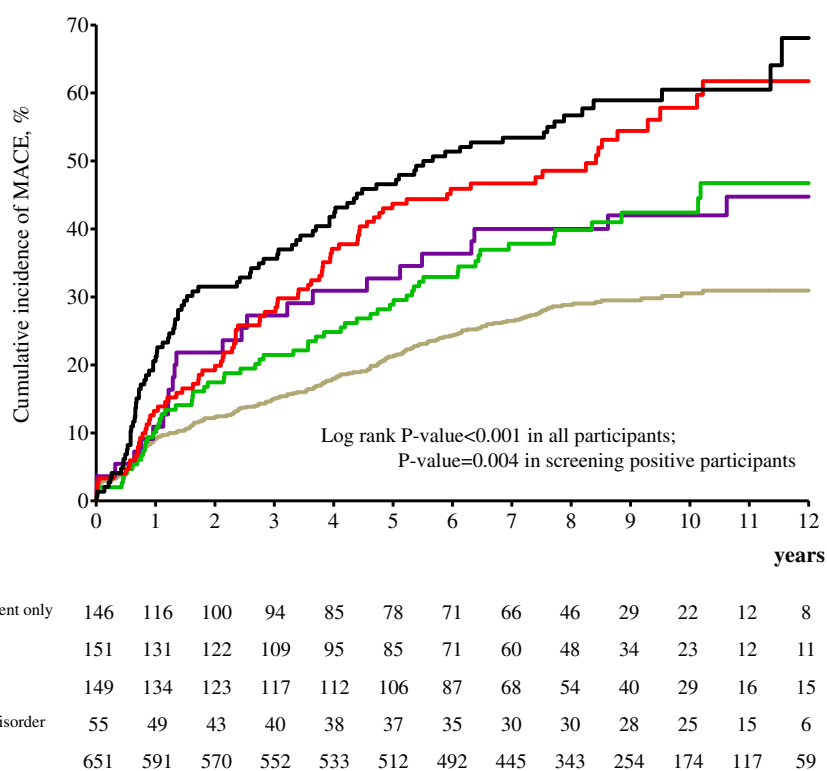 70
60
50
40
30
20
10
0
Cumulative incidence of MACE, %
Log rank P-value<0.001 in all participants;
P-value=0.004 in screening positive participants
0 1 2 3 4 5 6 7 8 9 10 11 12
years
ent only 146 116 100 94 85 78 71 66 46 29 22 12 8
151 131 122 109 95 85 71 60 48 34 23 12 11
149 134 123 117 112 106 87 68 54 40 29 16 15
isorder 55 49 43 40 38 37 35 30 30 28 25 15 6
651 591 570 552 533 512 492 445 343 254 174 117 59